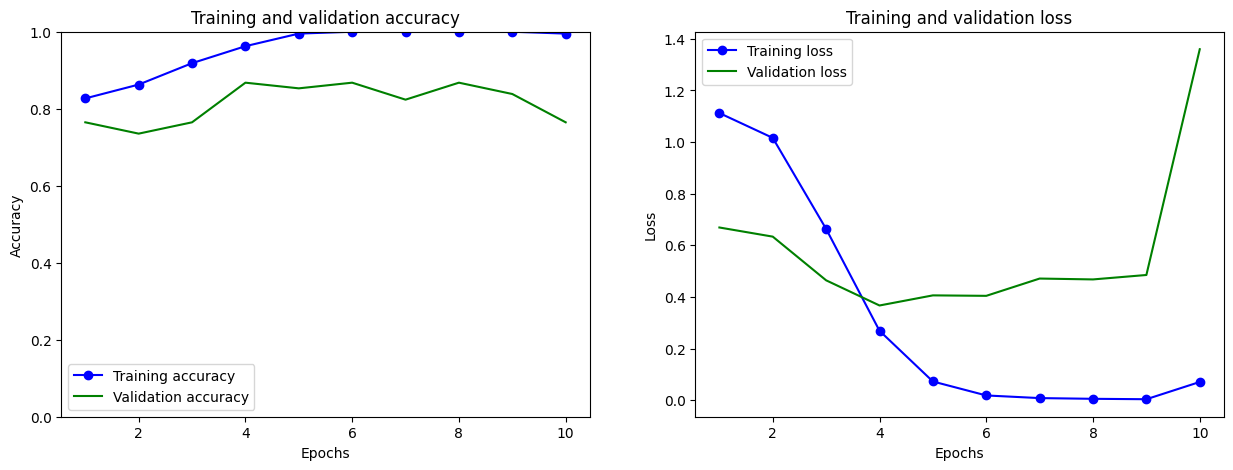 Training and validation accuracy
1.0
0.8
0.6
0.4
0.2
0.0
Accuracy
Training accuracy
Validation accuracy
2
4
6
8
10
Epochs
Training and validation loss
1.4
1.2
1.0
0.8
0.6
0.4
0.2
0.0
Loss
Training loss
Validation loss
2
4
6
8
10
Epochs